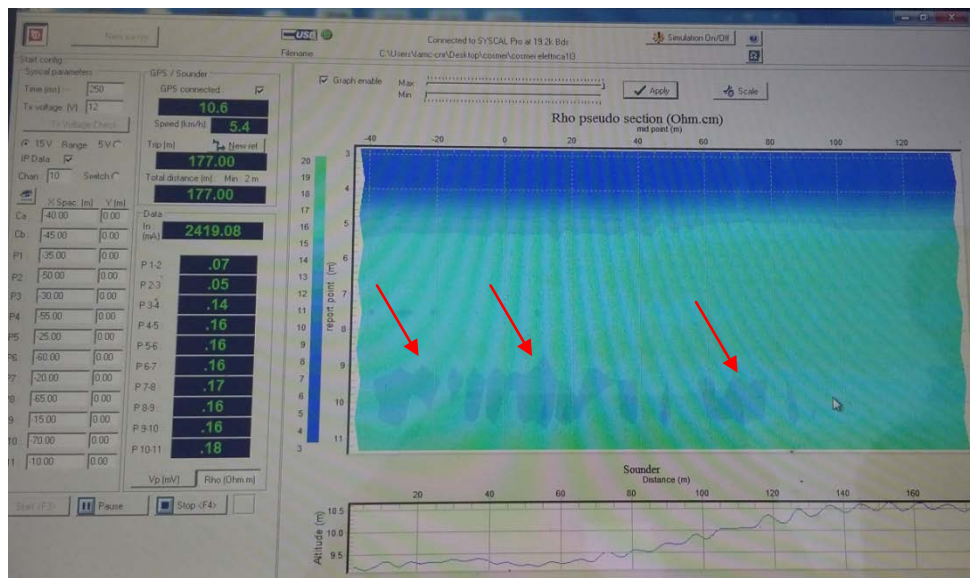 New survey
USB
Connected to SYSCAL Pro at 19.2k Bds
Simulation On/Off
Filename
C:\Users\iamc-cnr\Desktop\cosmei\cosmei elettrica10
Start config.
Syscal parameters
Time (ms) :
250
Tx voltage (V)
12
Tx Voltage Check
15 V Range 5 V
IP Data
Chan.
10
Switch
X Spac. (m) Y (m)
Ca -40.00 0.00
Cb -45.00 0.00
P1 -35.00 0.00
P2 -50.00 0.00
P3 -30.00 0.00
P4 -55.00 0.00
P5 -25.00 0.00
P6 -60.00 0.00
P7 -20.00 0.00
P8 -65.00 0.00
P9 -15.00 0.00
10 -70.00 0.00
11 -10.00 0.00
GPS / Sounder
GPS connected
10.6
Speed (km/h)
5.4
Trip (m)
New ref.
177.00
Total distance (m) Min : 2 m
177.00
Data
In :
(mA)
2419.08
P 1-2 .07
P 2-3 .05
P 3-4 .14
P 4-5 .16
P 5-6 .16
P 6-7 .16
P 7-8 : .17
P 8-9 : .16
P 9-10 .16
P 10-11 .18
Vp (mV)
Rho (Ohm.m)
Start <F3>
Pause
Stop <F4>
Graph enable
Max
Min
Apply
Scale
Rho pseudo section (Ohm.cm)
mid point (m)
-40 -20 0 20 40 60 80 100 120
20
19
18
17
16
15
14
13
12
11
10
9
8
7
6
5
4
3
report point (m)
3
4
5
6
7
8
9
10
11
Sounder
Distance (m)
20 40 60 80 100 120 140 160
Altitude (m)
10.5
10.0
9.5